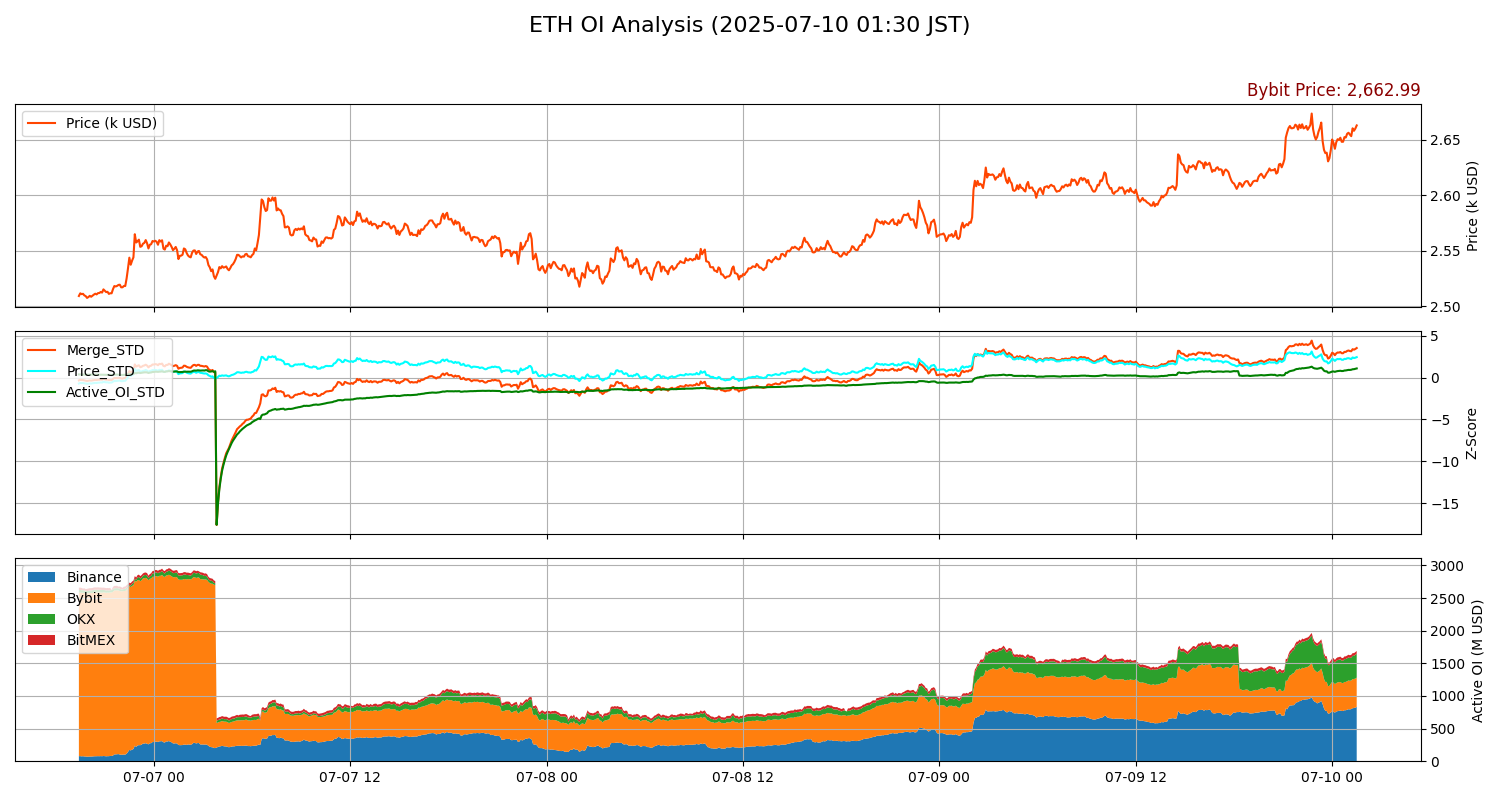 ETH OI Analysis (2025-07-10 01:30 JST)
Bybit Price: 2,662.99
Price (k USD)
2.65
2.60
2.55
2.50
Price (k USD)
Merge_STD
Price_STD
Active_OI_STD
5
0
−5
−10
−15
Z-Score
Binance
Bybit
OKX
BitMEX
3000
2500
2000
1500
1000
500
0
Active OI (M USD)
07-07 00
07-07 12
07-08 00
07-08 12
07-09 00
07-09 12
07-10 00